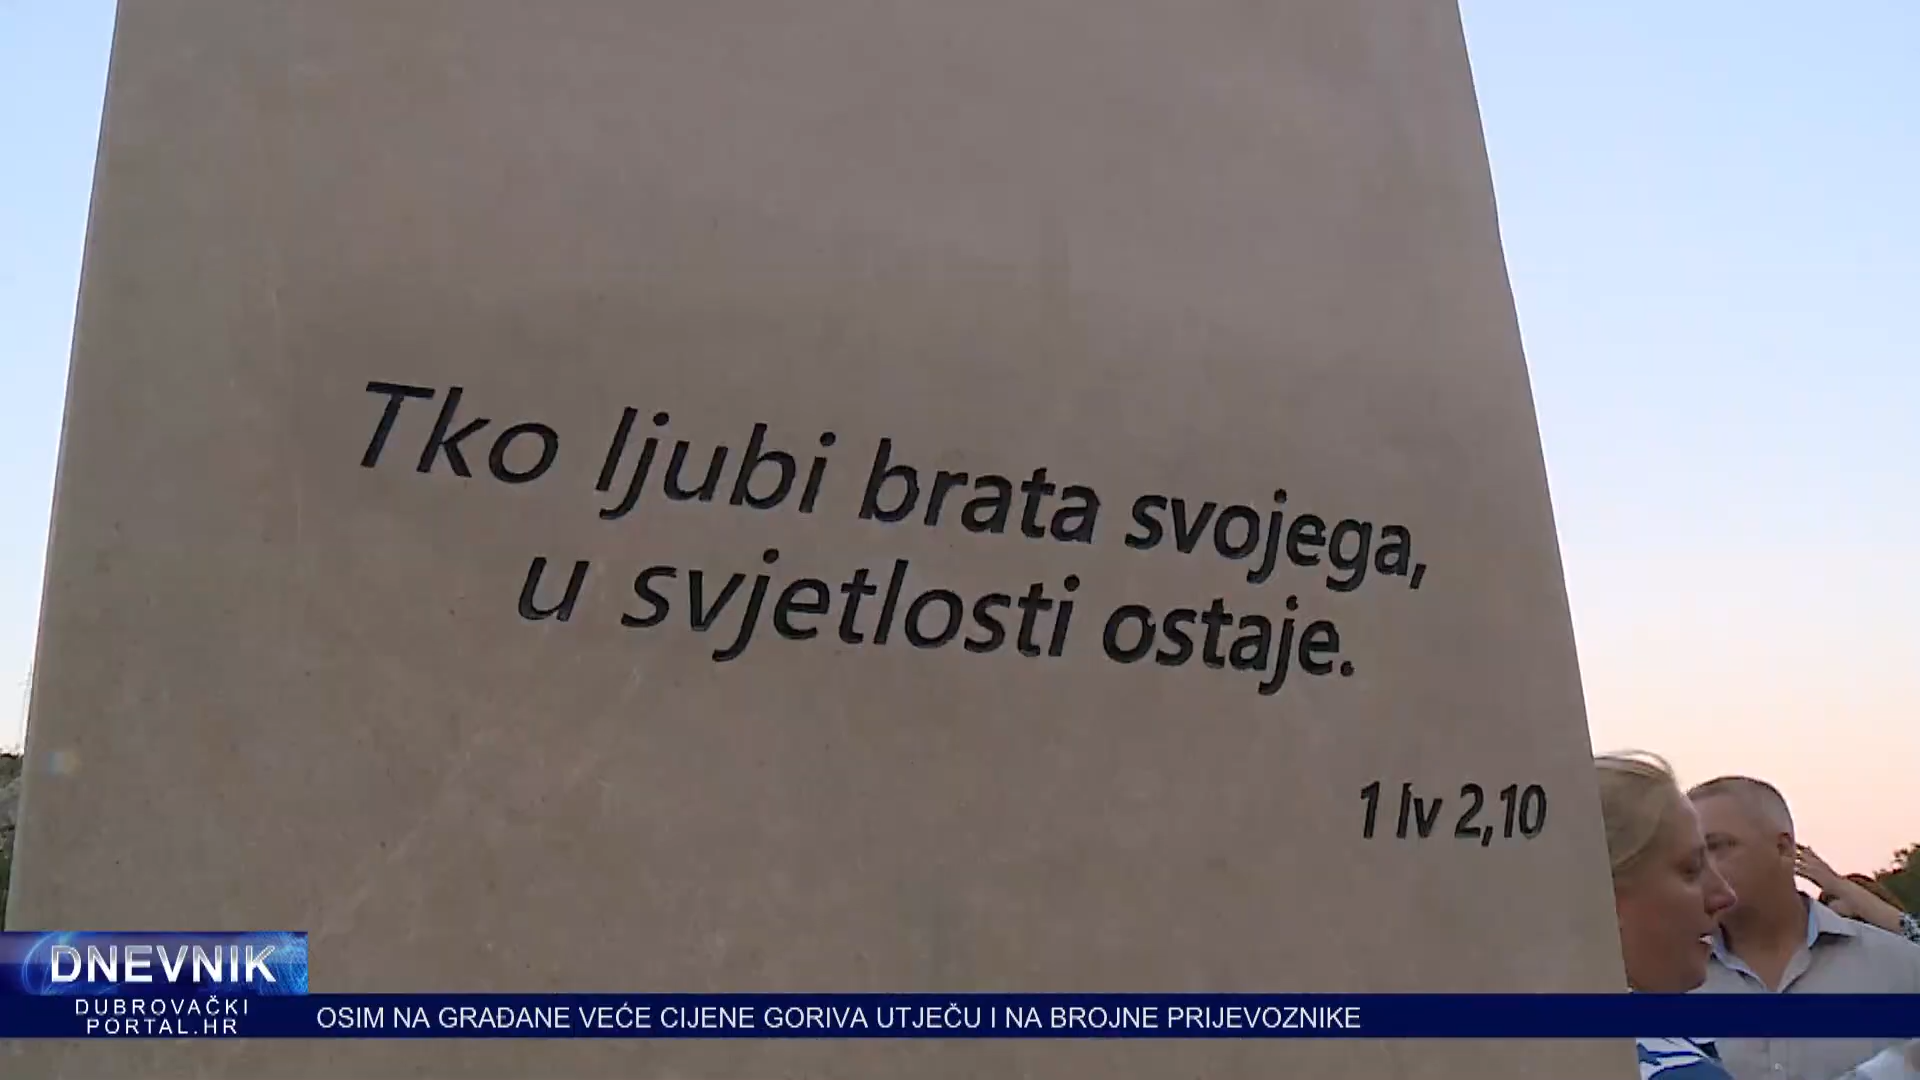 Tko ljubi brata svojega,
u svjetlosti ostaje.
1 Iv 2,10
DNEVNIK
DUBROVAČKI
PORTAL.HR
OSIM NA GRAĐANE VEĆE CIJENE GORIVA UTJEČU I NA BROJNE PRIJEVOZNIKE